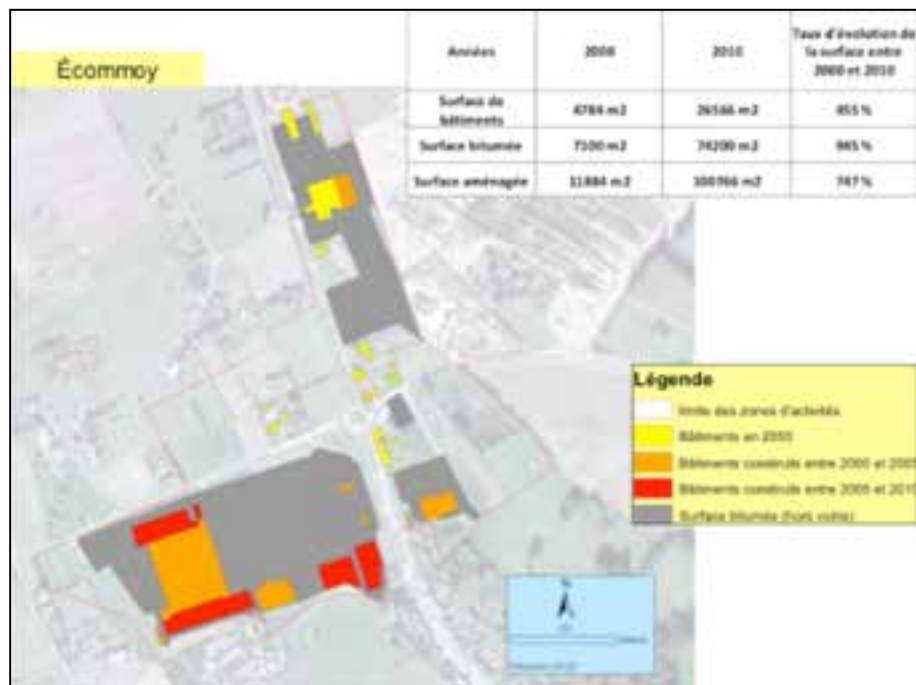 Écommoy
Années 2000 2010 Taux d'évolution de
la surface entre
2000 et 2010
Surface de
bâtiments 4784 m2 26566 m2 455 %
Surface bitumée 7100 m2 74200 m2 945 %
Surface aménagée 11884 m2 100766 m2 747 %
Légende
limite des zones d'activités
Bâtiments en 2000
Bâtiments construits entre 2000 et 200
Bâtiments construits entre 2005 et 201
Surface bitumée (hors voirie)